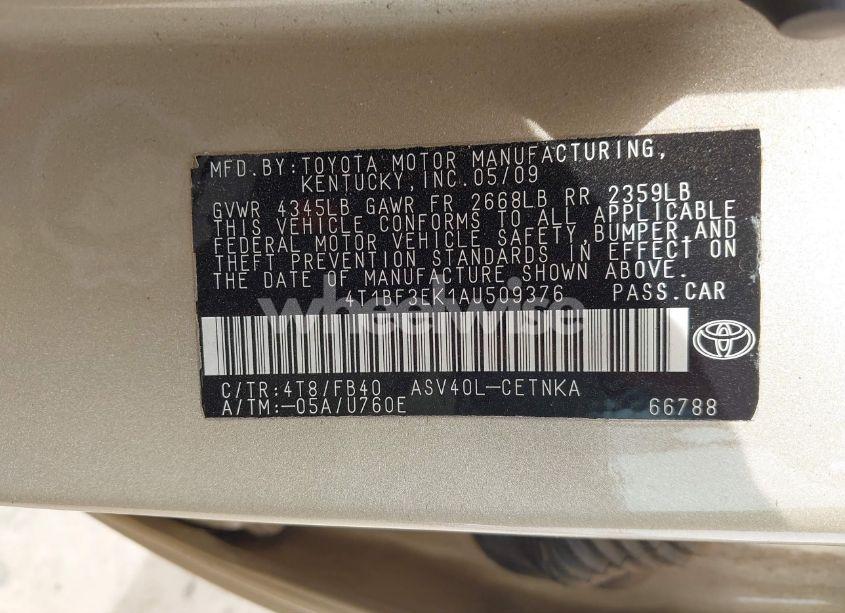 MFD.BY:TOYOTA MOTOR MANUFACTURING,
KENTUCKY,INC.05/09
GVWR 4345LB GAWR FR 2668LB RR 2359LB
THIS VEHICLE CONFORMS TO ALL APPLICABLE
FEDERAL MOTOR VEHICLE SAFETY,BUMPER,AND
THEFT PREVENTION STANDARDS IN EFFECT ON
THE DATE OF MANUFACTURE SHOWN ABOVE.
4T1BF3EK1AU509376 PASS.CAR
wheelwise
C/TR:4T8/FB40 ASV40L-CETNKA
A/TM:-05A/U760E 66788